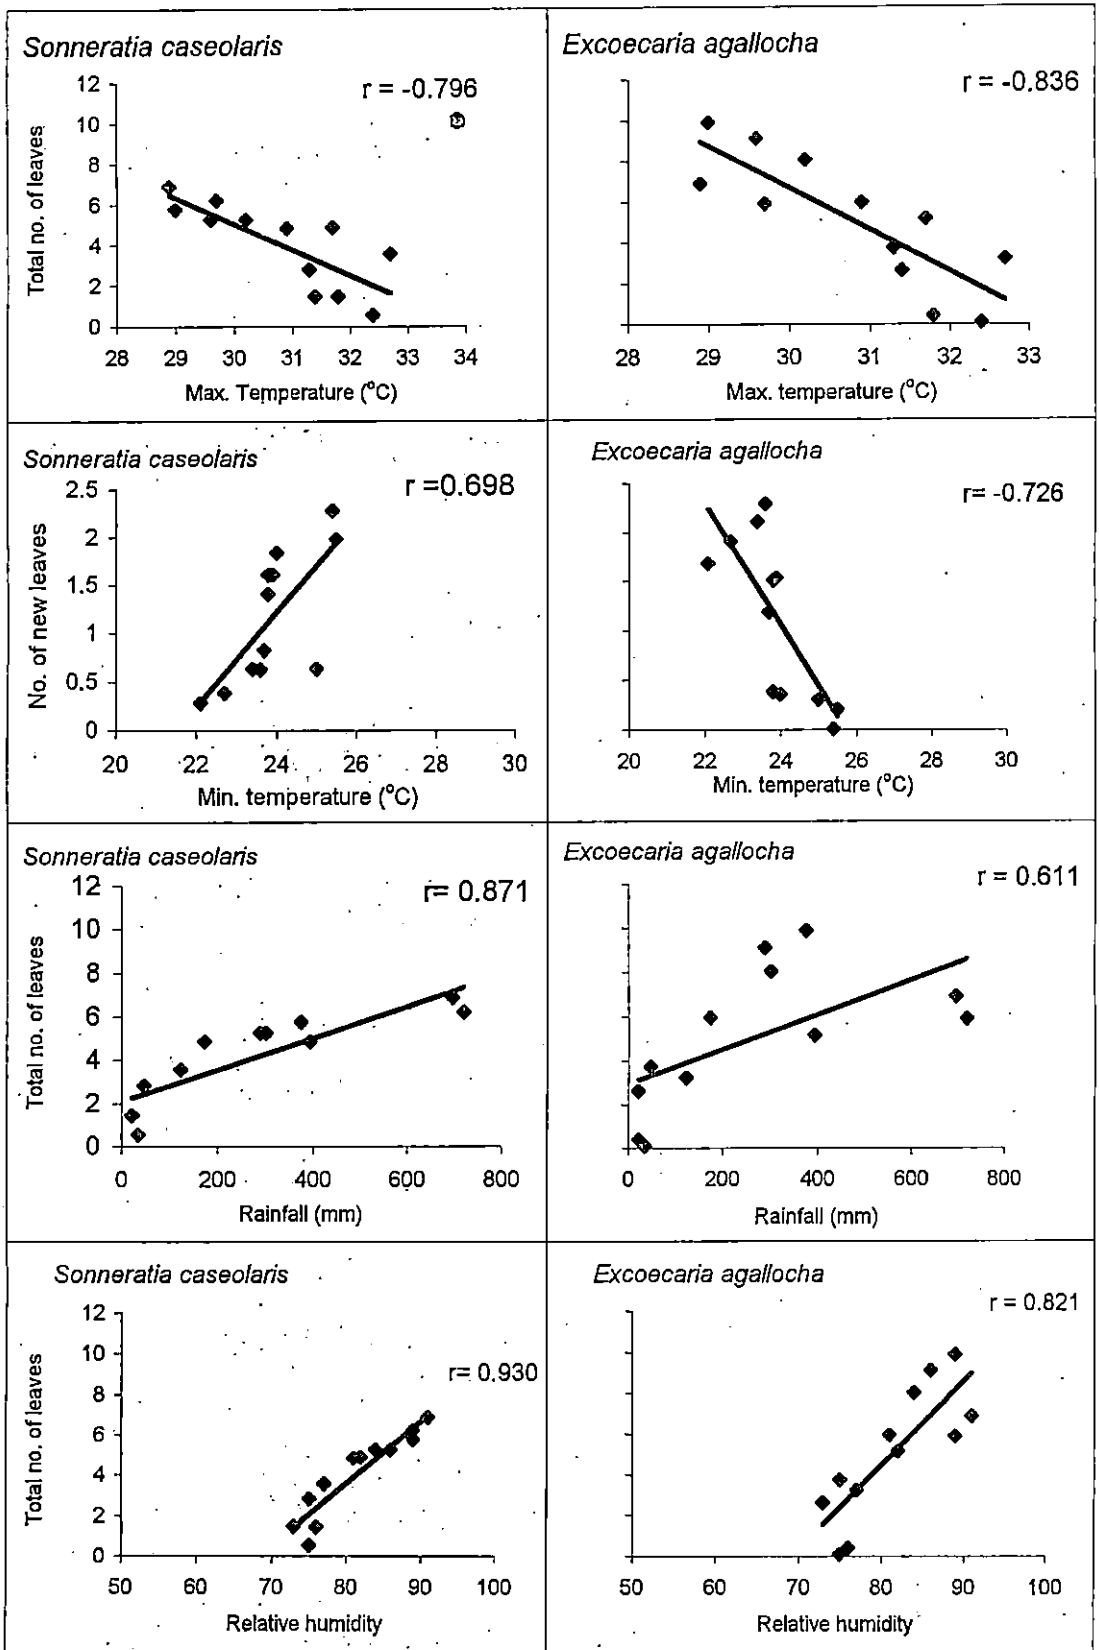 Sonneratia caseolaris
r = -0.796
Total no. of leaves
12
10
8
6
4
2
0
28 29 30 31 32 33 34
Max. Temperature (°C)
Excoecaria agallocha
r = -0.836
28 29 30 31 32 33
Max. temperature (°C)
Sonneratia caseolaris
r =0.698
No. of new leaves
2.5
2
1.5
1
0.5
0
20 22 24 26 28 30
Min. temperature (°C)
Excoecaria agallocha
r= -0.726
20 22 24 26 28 30
Min. temperature (°C)
Sonneratia caseolaris
r= 0.871
Total no. of leaves
12
10
8
6
4
2
0
0 200 400 600 800
Rainfall (mm)
Excoecaria agallocha
r = 0.611
0 200 400 600 800
Rainfall (mm)
Sonneratia caseolaris
r= 0.930
Total no. of leaves
12
10
8
6
4
2
0
50 60 70 80 90 100
Relative humidity
Excoecaria agallocha
r = 0.821
50 60 70 80 90 100
Relative humidity